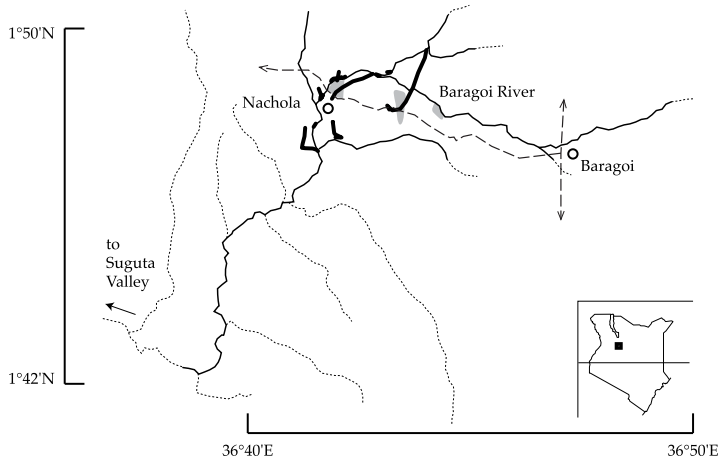 1°50'N
Baragoi River
Nachola
Baragoi
to
Suguta
Valley
1°42'N
36°40'E
36°50'E